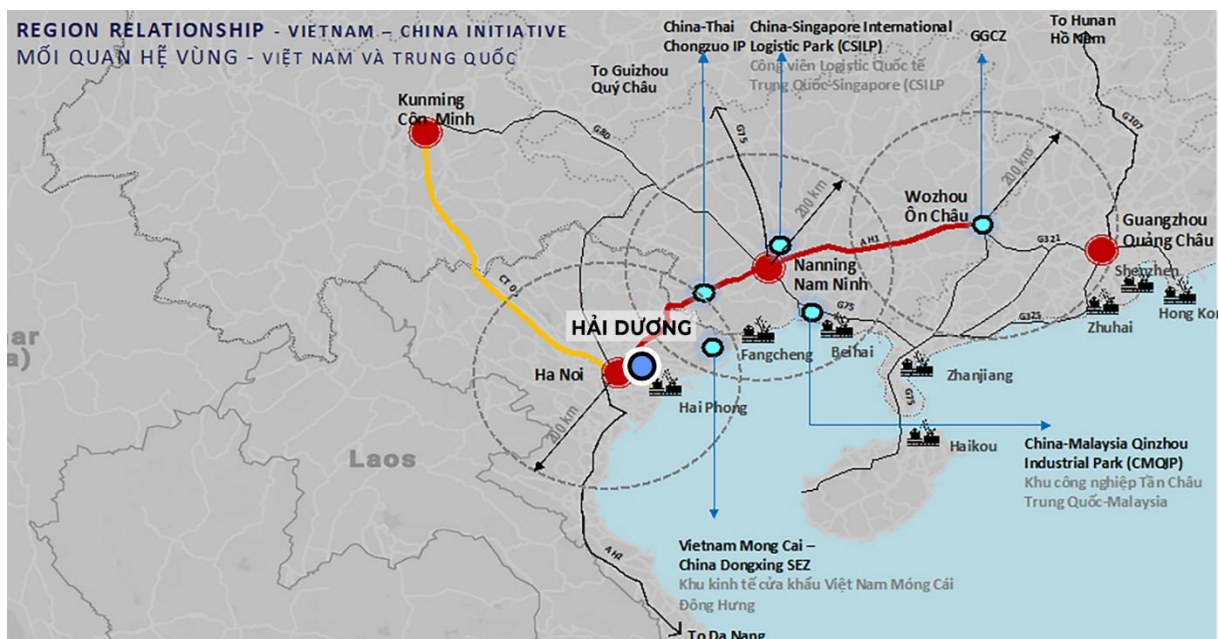 REGION RELATIONSHIP - VIETNAM – CHINA INITIATIVE
MỐI QUAN HỆ VÙNG - VIỆT NAM VÀ TRUNG QUỐC
China-Thai
Chongzuo IP
China-Singapore International
Logistic Park (CSILP)
Công viên Logistic Quốc tế
Trung Quốc-Singapore (CSILP
GGCZ
To Hunan
Hồ Nam
To Guizhou
Quý Châu
Kunming
Côn Minh
G80
G75
G107
200 km
200 km
Wozhou
Ôn Châu
AH1
G321
Guangzhou
Quảng Châu
Nanning
Nam Ninh
Shenzhen
Hong Kon
Zhuhai
CT 05
G75
G325
HẢI DƯƠNG
Fangcheng
Beihai
Ha Noi
Zhanjiang
Hai Phong
G75
200 km
Laos
Haikou
ar
a)
China-Malaysia Qinzhou
Industrial Park (CMQIP)
Khu công nghiệp Tần Châu
Trung Quốc-Malaysia
Vietnam Mong Cai –
China Dongxing SEZ
Khu kinh tế cửa khẩu Việt Nam Móng Cái
Đông Hưng
AH1
To Da Nang